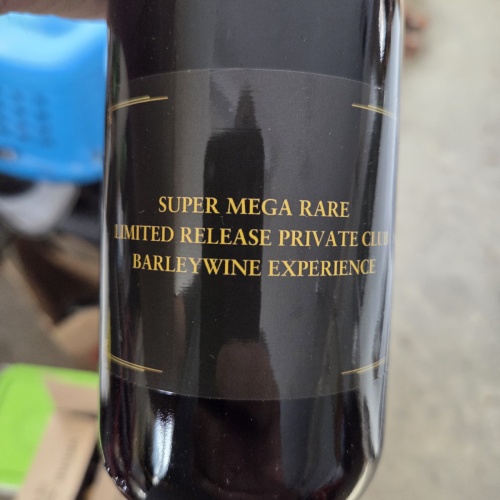 SUPER MEGA RARE
LIMITED RELEASE PRIVATE CLUB
BARLEYWINE EXPERIENCE